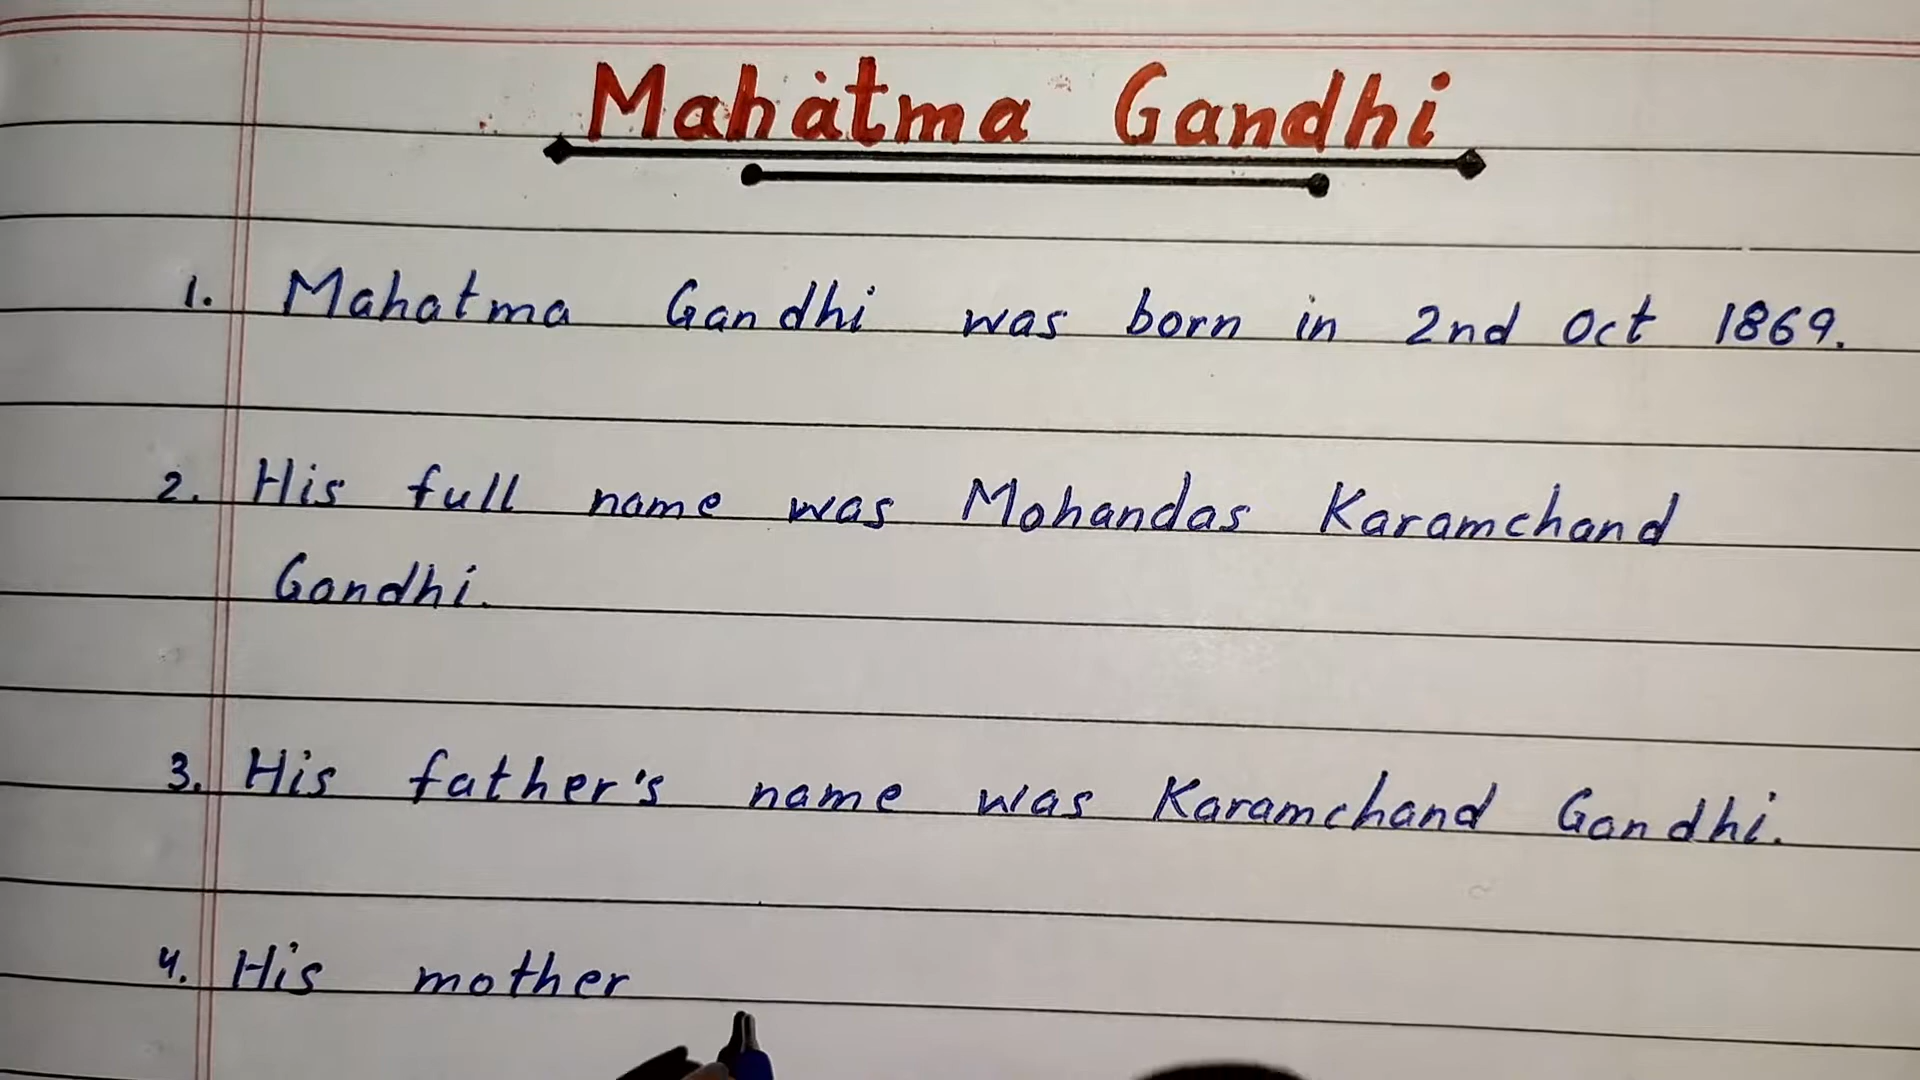 Mahatma Gandhi
1. Mahatma Gandhi was born in 2nd Oct 1869.
2. His full name was Mohandas Karamchand
Gandhi.
3. His father's name was Karamchand Gandhi.
4. His mother